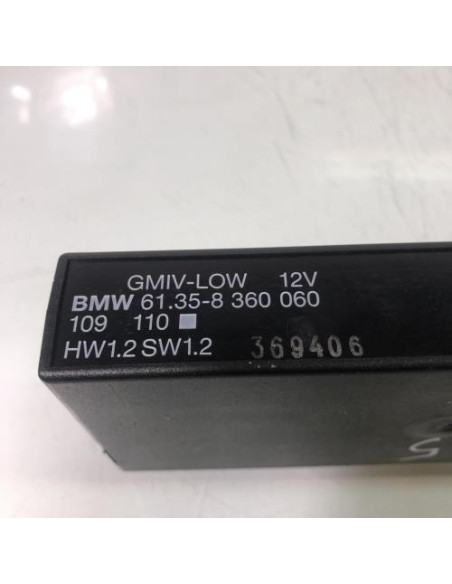 GMIV-LOW 12V
BMW 61.35-8 360 060
109 110
HW1.2 SW1.2 369406
S